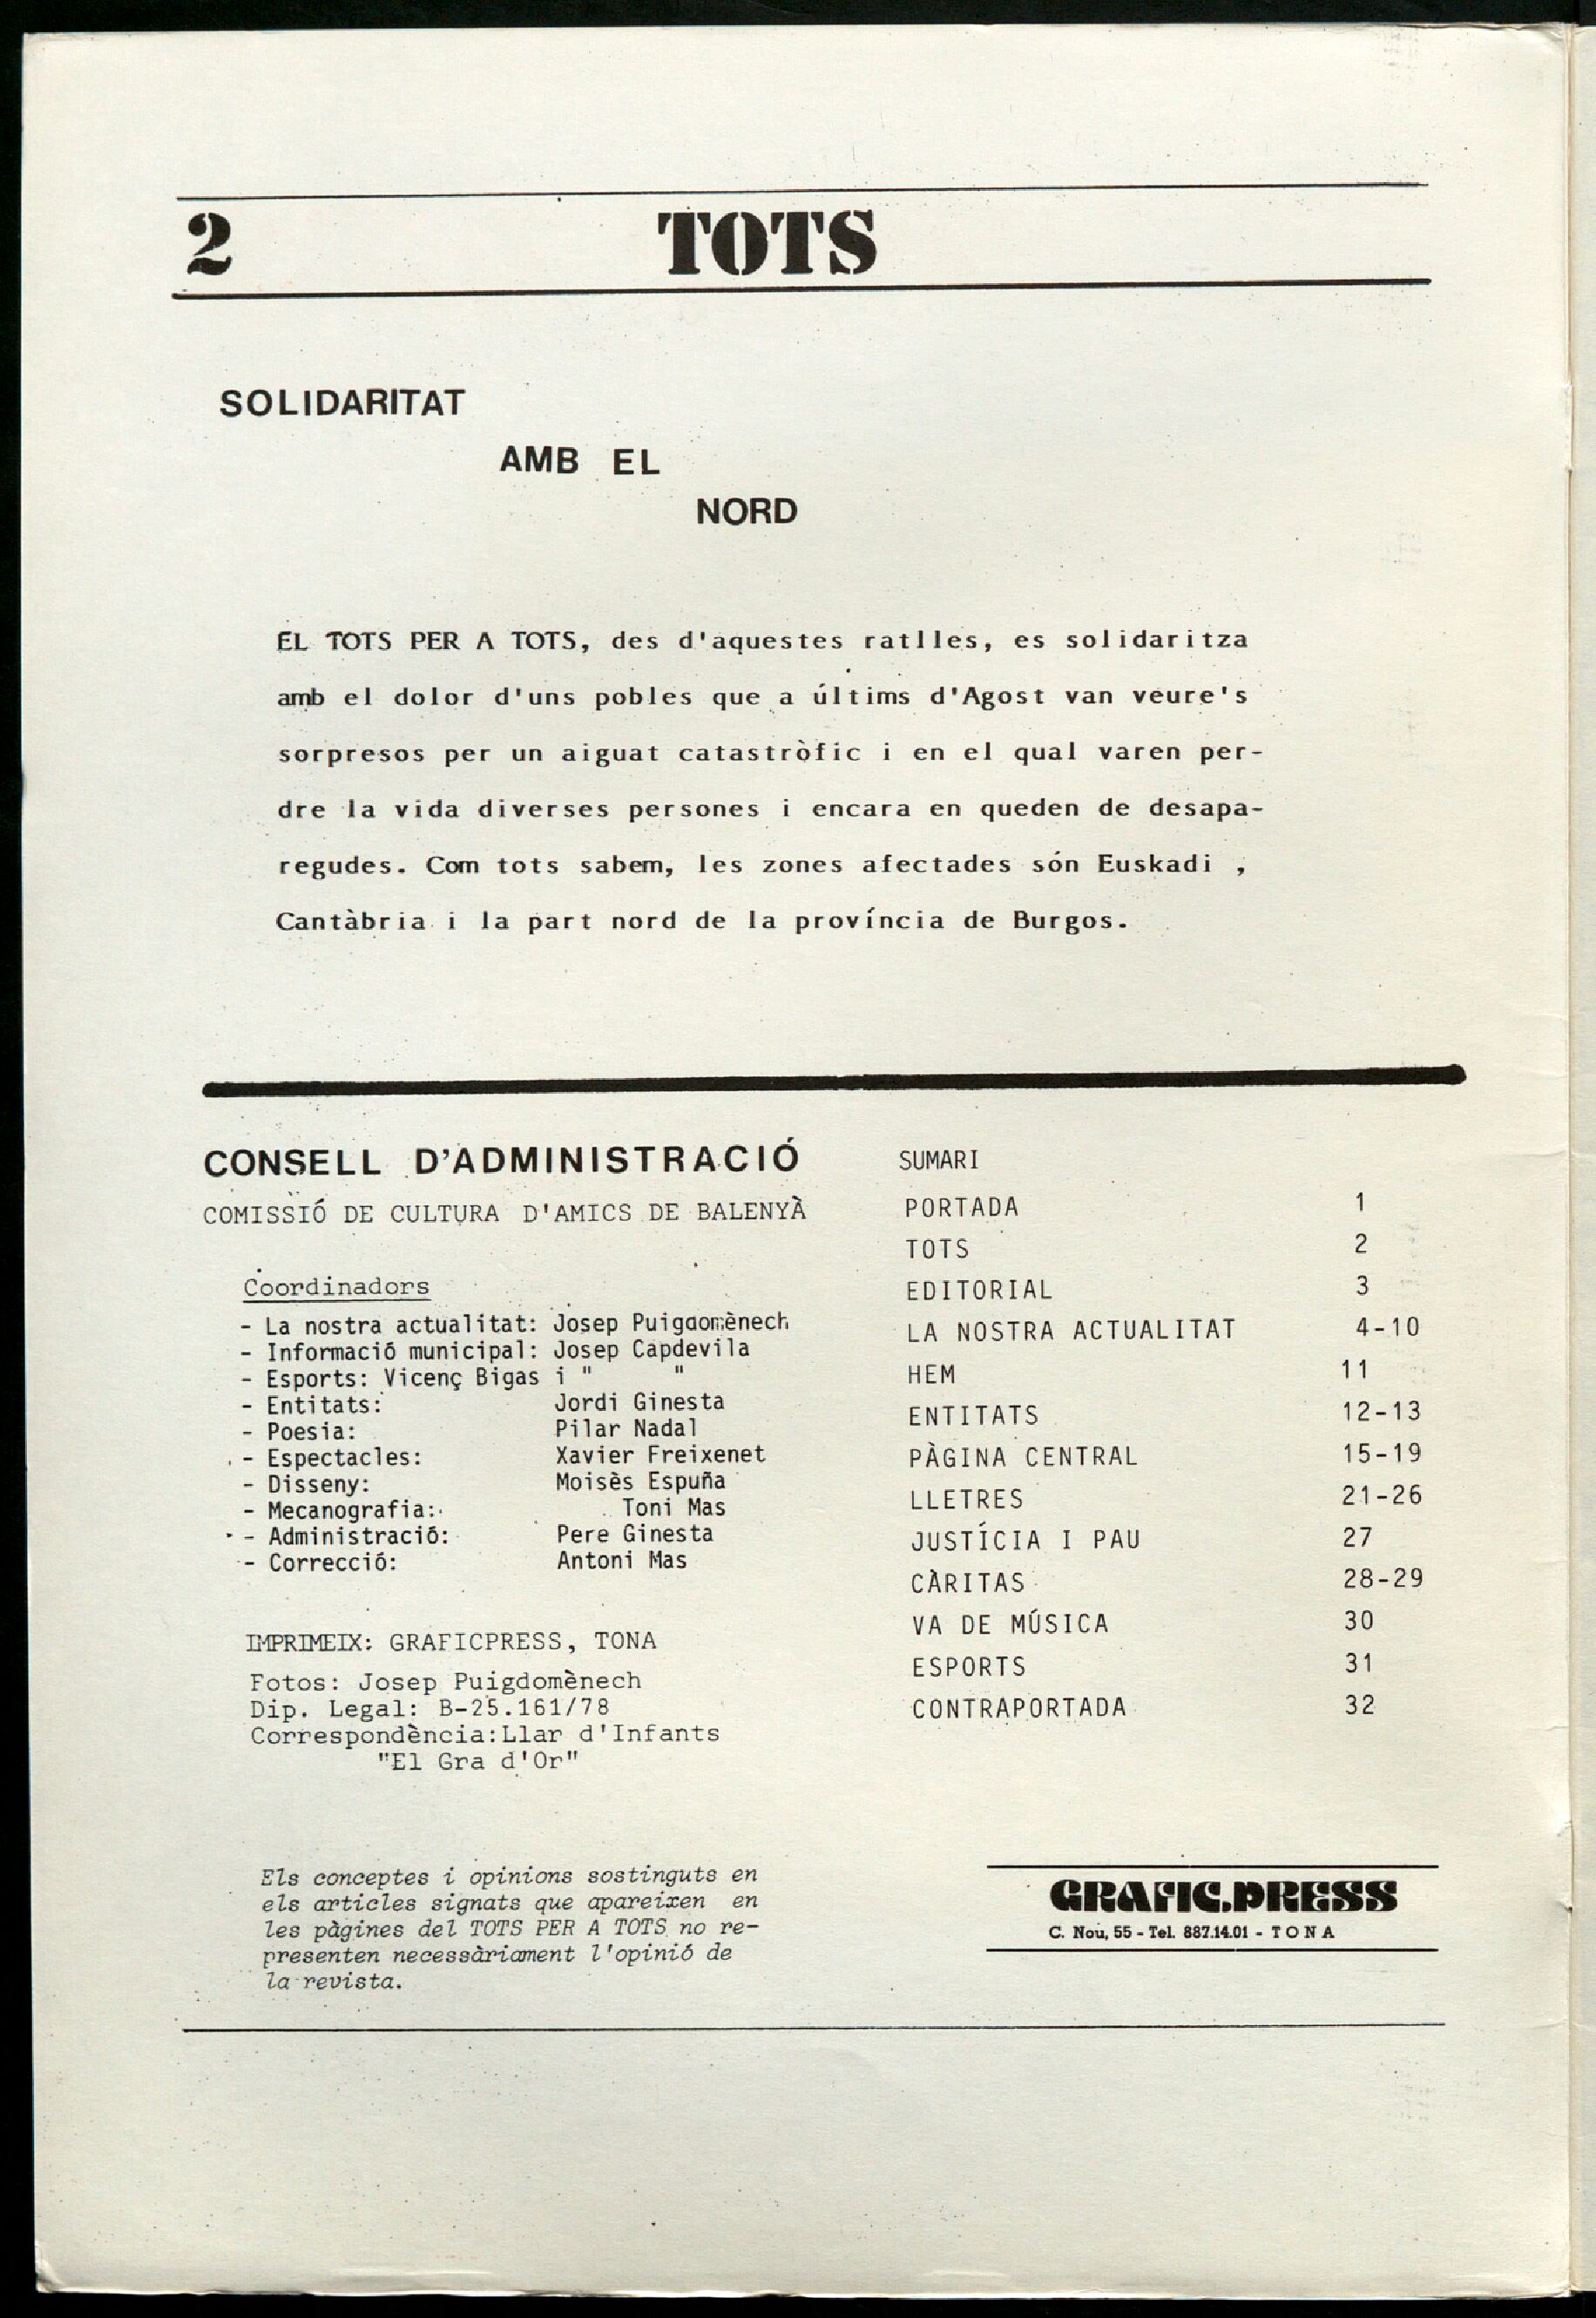 2 TOTS
SOLIDARITAT
AMB EL
NORD
EL TOTS PER A TOTS, des d'aquestes ratlles, es solidaritza
amb el dolor d'uns pobles que a últims d'Agost van veure's
sorpresos per un aiguat catastròfic i en el qual varen per-
dre la vida diverses persones i encara en queden de desapa-
regudes. Com tots sabem, les zones afectades són Euskadi ,
Cantàbria i la part nord de la província de Burgos.
CONSELL D'ADMINISTRACIÓ
COMISSIÓ DE CULTURA D'AMICS DE BALENYÀ
Coordinadors
- La nostra actualitat: Josep Puigdomènech
- Informació municipal: Josep Capdevila
- Esports: Vicenç Bigas i " "
- Entitats: Jordi Ginesta
- Poesia: Pilar Nadal
- Espectacles: Xavier Freixenet
- Disseny: Moisès Espuña
- Mecanografia: Toni Mas
- Administració: Pere Ginesta
- Correcció: Antoni Mas
IMPRIMEIX: GRAFICPRESS, TONA
Fotos: Josep Puigdomènech
Dip. Legal: B-25.161/78
Correspondència:Llar d'Infants
"El Gra d'Or"
Els conceptes i opinions sostinguts en
els articles signats que apareixen en
les pàgines del TOTS PER A TOTS no re-
presenten necessàriament l'opinió de
la revista.
SUMARI
PORTADA 1
TOTS 2
EDITORIAL 3
LA NOSTRA ACTUALITAT 4-10
HEM 11
ENTITATS 12-13
PÀGINA CENTRAL 15-19
LLETRES 21-26
JUSTÍCIA I PAU 27
CÀRITAS 28-29
VA DE MÚSICA 30
ESPORTS 31
CONTRAPORTADA 32
GRAFIC.PRESS
C. Nou, 55 - Tel. 887.14.01 - TONA